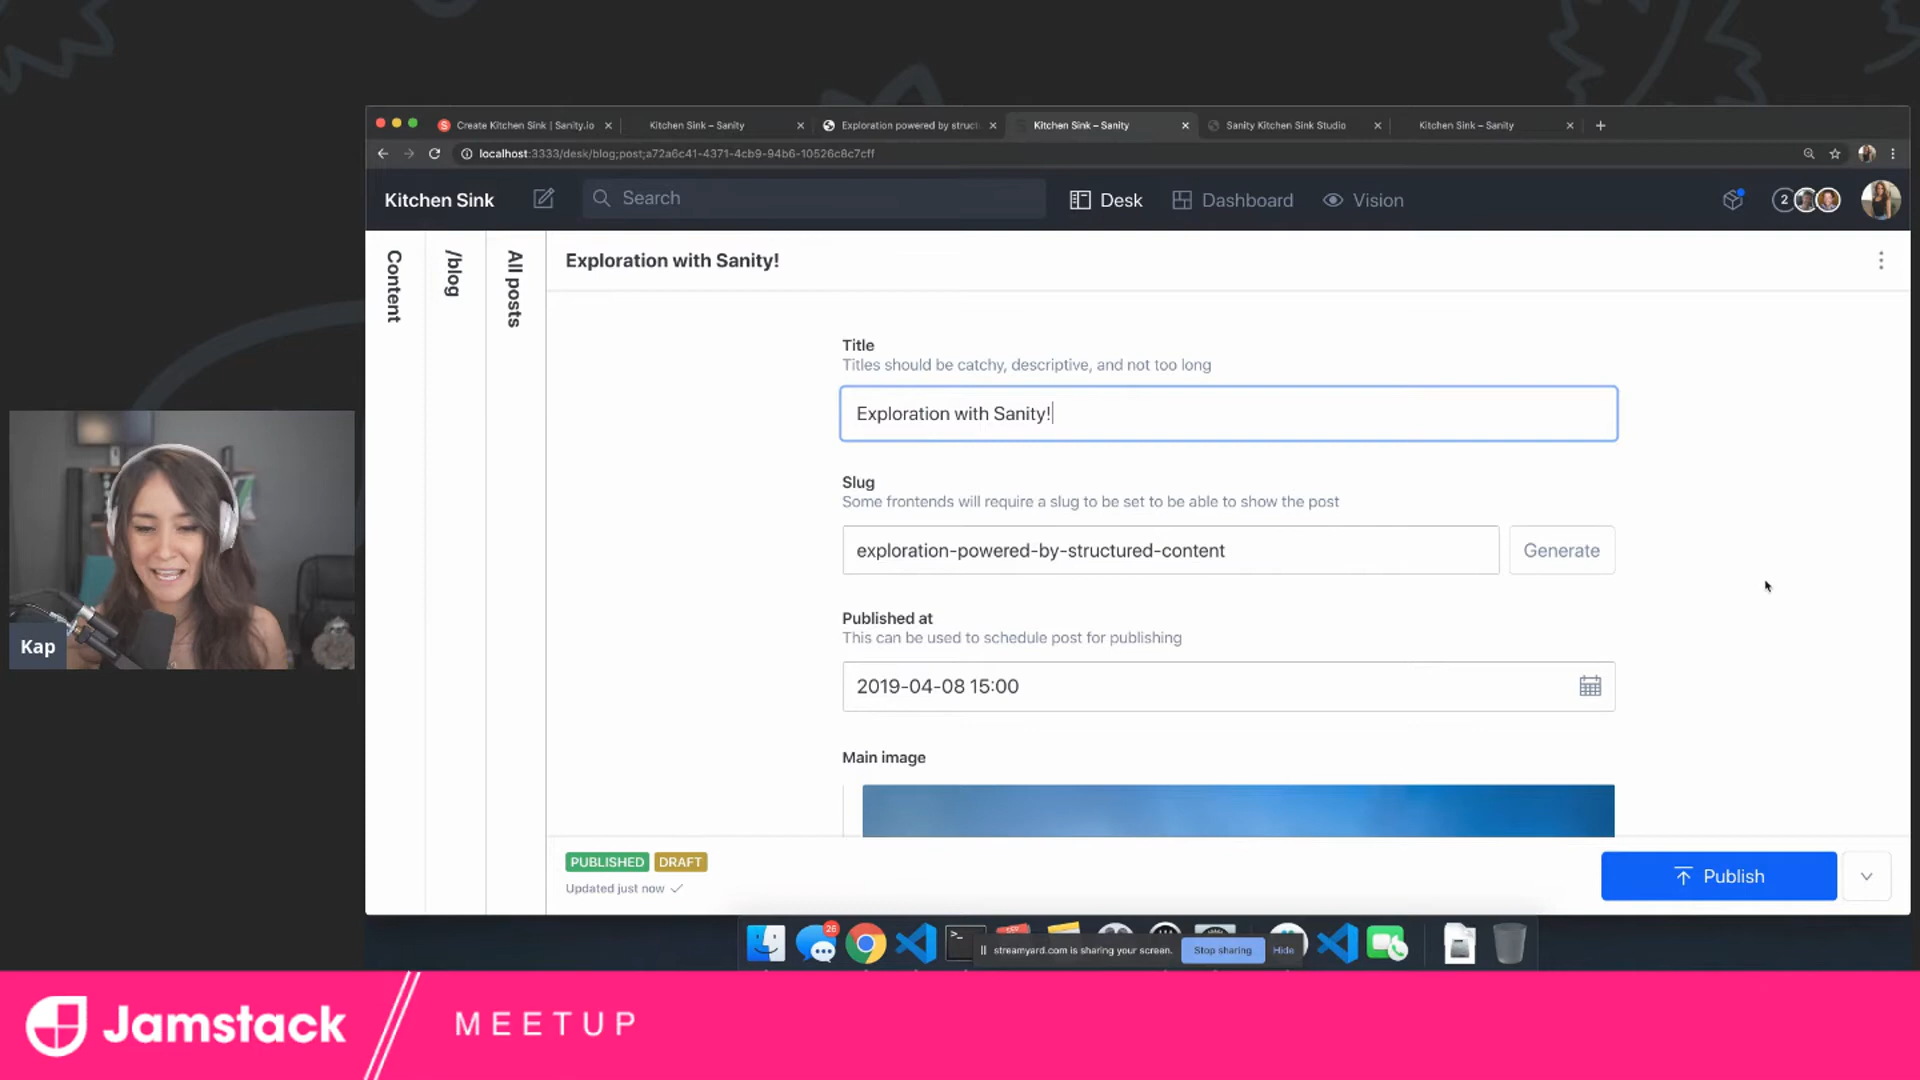 Create Kitchen Sink | Sanity.io
Kitchen Sink – Sanity
Exploration powered by struct
Kitchen Sink – Sanity
Sanity Kitchen Sink Studio
Kitchen Sink – Sanity
localhost:3333/desk/blog;post;a72a6c41-4371-4cb9-94b6-10526c8c7cff
Kitchen Sink
Search
Desk
Dashboard
Vision
2
Content
/blog
All posts
Exploration with Sanity!
Title
Titles should be catchy, descriptive, and not too long
Exploration with Sanity!
Slug
Some frontends will require a slug to be set to be able to show the post
exploration-powered-by-structured-content
Generate
Published at
This can be used to schedule post for publishing
2019-04-08 15:00
Main image
PUBLISHED DRAFT
Updated just now
Publish
Kap
26
streamyard.com is sharing your screen.
Stop sharing
Hide
Jamstack
MEETUP